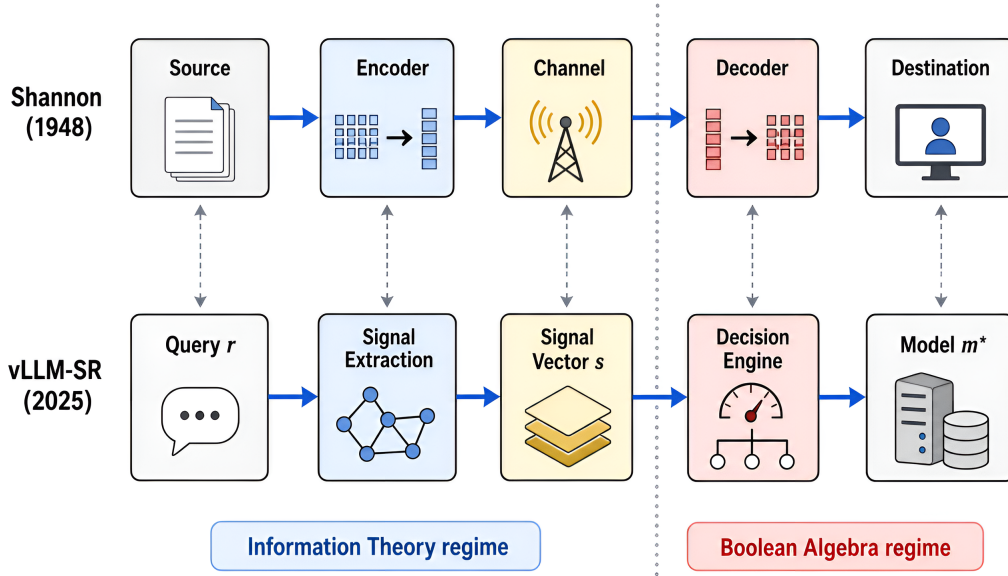 Shannon
(1948)
Source
Encoder
Channel
Decoder
Destination
vLLM-SR
(2025)
Query r
Signal
Extraction
Signal
Vector s
Decision
Engine
Model m*
Information Theory regime
Boolean Algebra regime